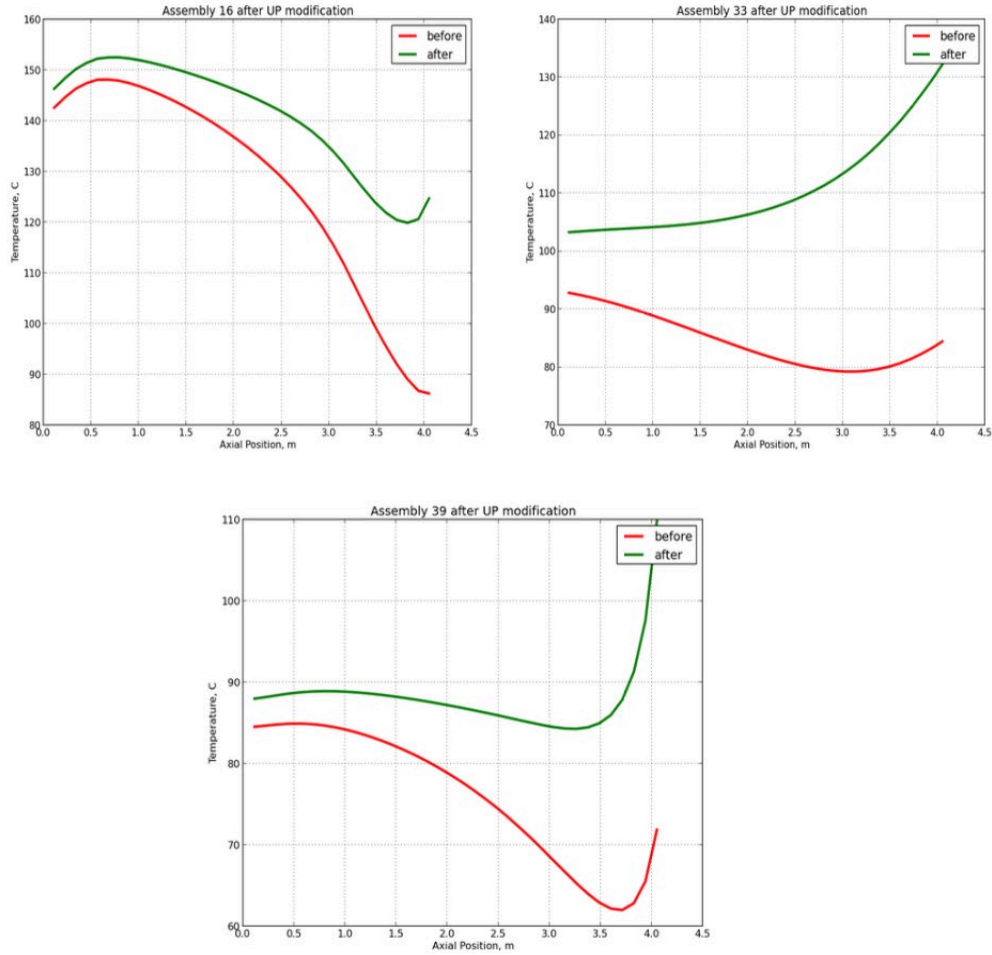 Assembly 16 after UP modification
before
after
160
150
140
130
120
110
100
90
80
Temperature, C
0.0 0.5 1.0 1.5 2.0 2.5 3.0 3.5 4.0 4.5
Axial Position, m
Assembly 33 after UP modification
before
after
140
130
120
110
100
90
80
70
Temperature, C
0.0 0.5 1.0 1.5 2.0 2.5 3.0 3.5 4.0 4.5
Axial Position, m
Assembly 39 after UP modification
before
after
110
100
90
80
70
60
Temperature, C
0.0 0.5 1.0 1.5 2.0 2.5 3.0 3.5 4.0 4.5
Axial Position, m